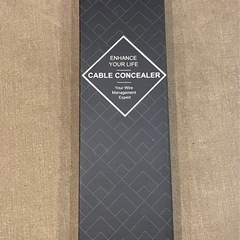 ENHANCE
YOUR LIFE
CABLE CONCEALER
Your Wire
Management
Expert